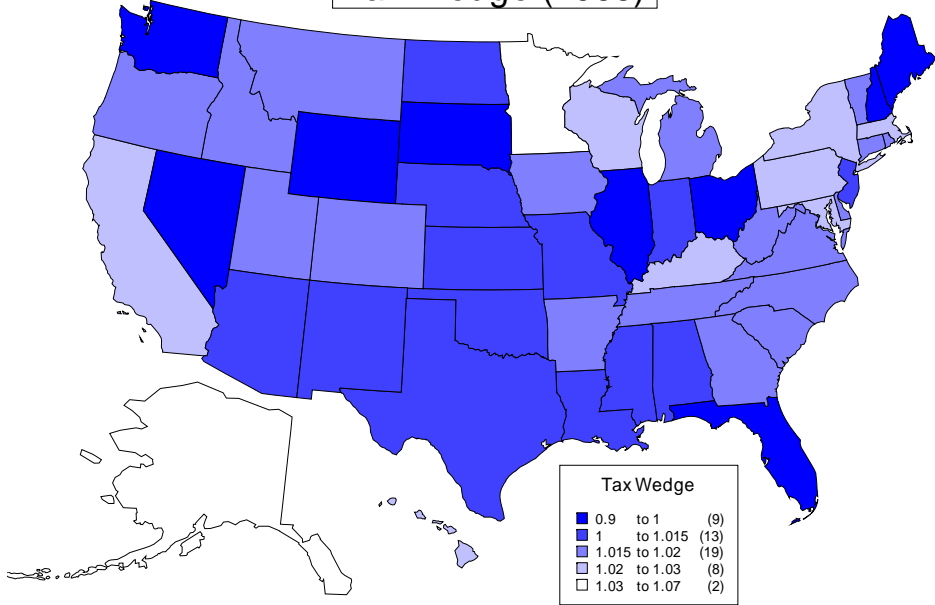 Tax Wedge
0.9 to 1 (9)
1 to 1.015 (13)
1.015 to 1.02 (19)
1.02 to 1.03 (8)
1.03 to 1.07 (2)